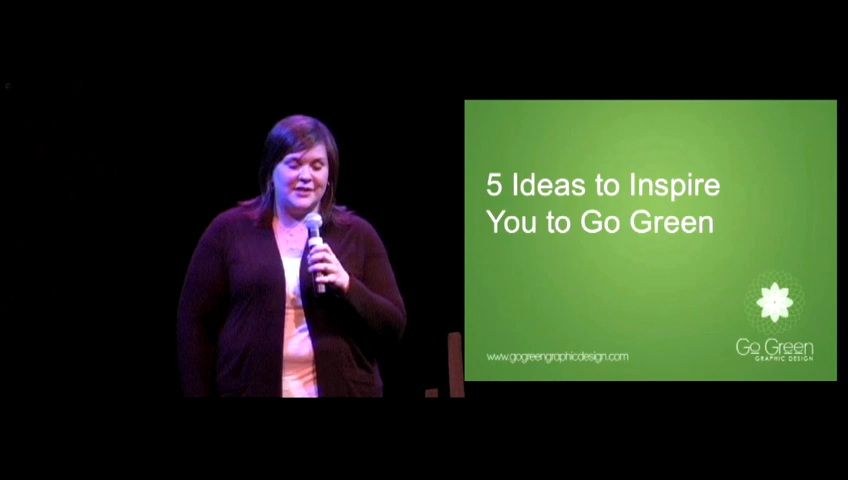 5 Ideas to Inspire
You to Go Green
www.gogreengraphicdesign.com
Go Green
GRAPHIC DESIGN